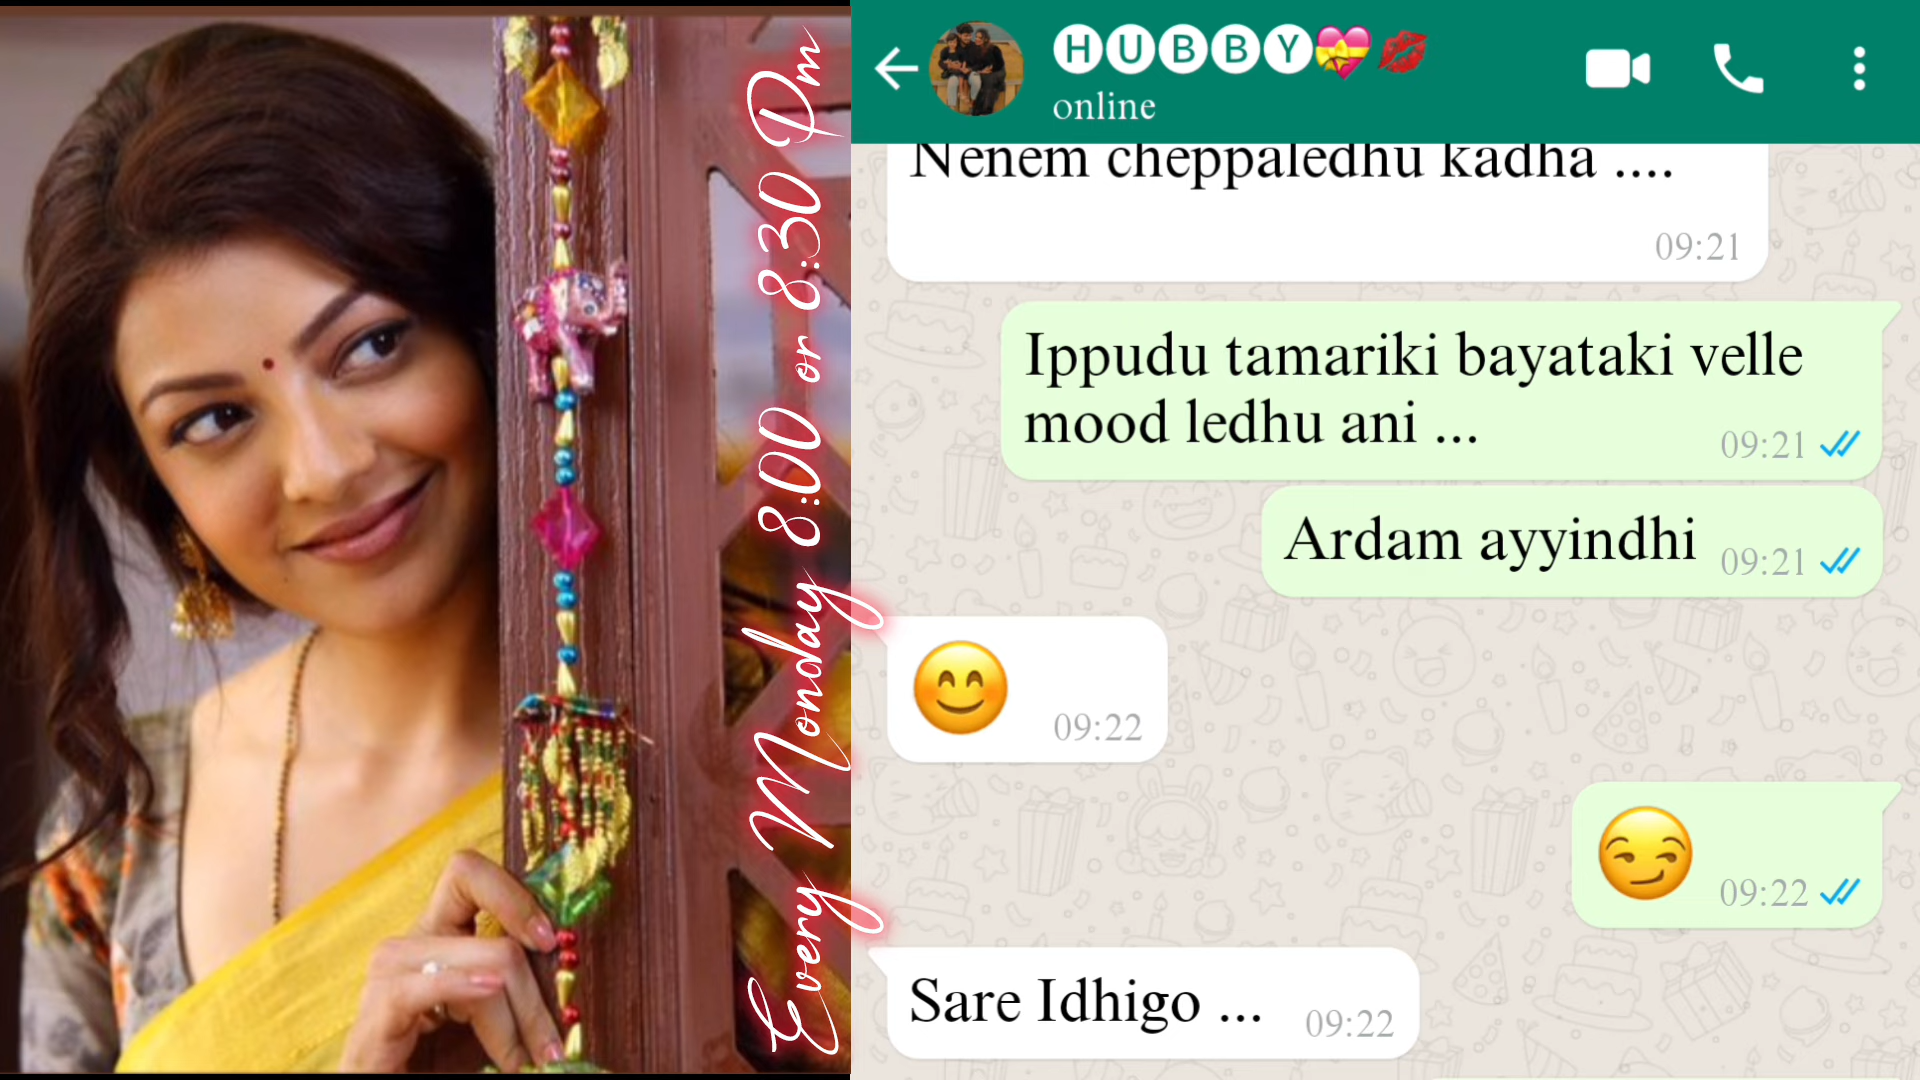 Every Monday 8:00 or 8:30 Pm
ⒽⓊⒷⒷⓎ💝💋
online
Nenem cheppaledhu kadha ....
09:21
Ippudu tamariki bayataki velle
mood ledhu ani ...
09:21
Ardam ayyindhi
09:21
😊
09:22
😏
09:22
Sare Idhigo ...
09:22